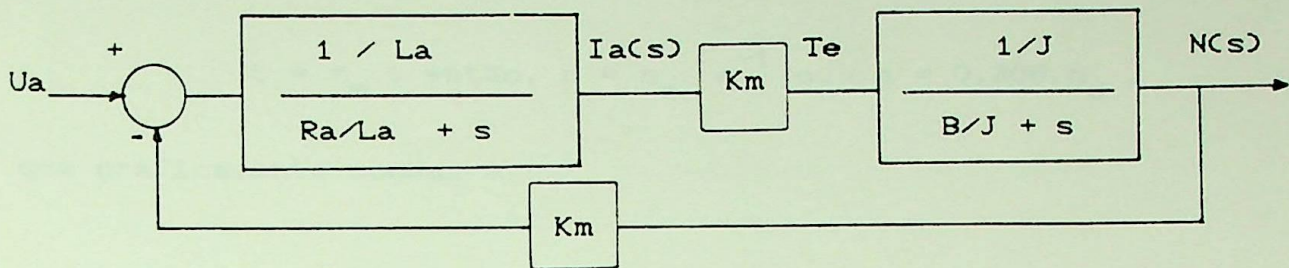 +
Ua
-
1 / La
Ra/La + s
Ia(s)
Km
Te
1/J
B/J + s
N(s)
Km